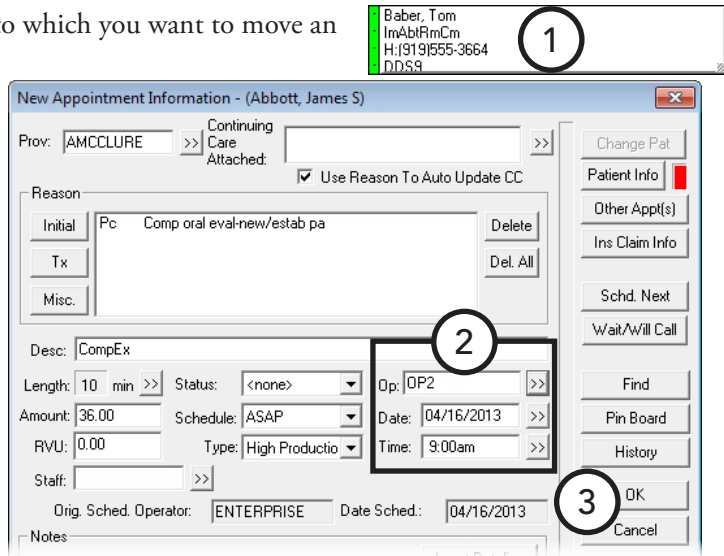 to which you want to move an
Baber, Tom
ImAbtRmCm
H:(919)555-3664
DDS9
1
New Appointment Information - (Abbott, James S)
Prov: AMCCLURE >> Continuing Care Attached: >>
Use Reason To Auto Update CC
Reason
Initial
Tx
Misc.
Pc Comp oral eval-new/estab pa
Delete
Del. All
Desc: CompEx
2
Length: 10 min >> Status: <none> Op: OP2 >>
Amount: 36.00 Schedule: ASAP Date: 04/16/2013 >>
RVU: 0.00 Type: High Productio Time: 9:00am >>
Staff: >>
Orig. Sched. Operator: ENTERPRISE Date Sched.: 04/16/2013
Notes
Change Pat
Patient Info
Other Appt(s)
Ins Claim Info
Schd. Next
Wait/Will Call
Find
Pin Board
History
3
OK
Cancel